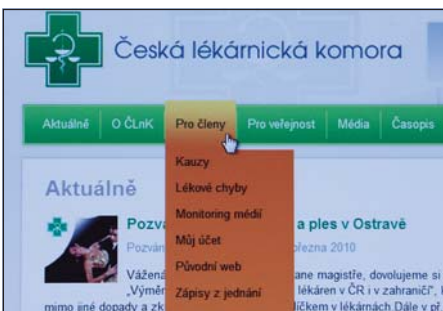 Česká lékárnická komora
Aktuálně O ČLnK Pro členy Pro veřejnost Média Časopis
Kauzy
Lékové chyby
Monitoring médií
Můj účet
Původní web
Zápisy z jednání
Aktuálně
Pozva a ples v Ostravě
Pozván března 2010
Vážená ane magistře, dovolujeme si
„Výměn lékáren v ČR i v zahraničí",
mimo jiné dopady a zk líčkem v lékárnách Dále v př